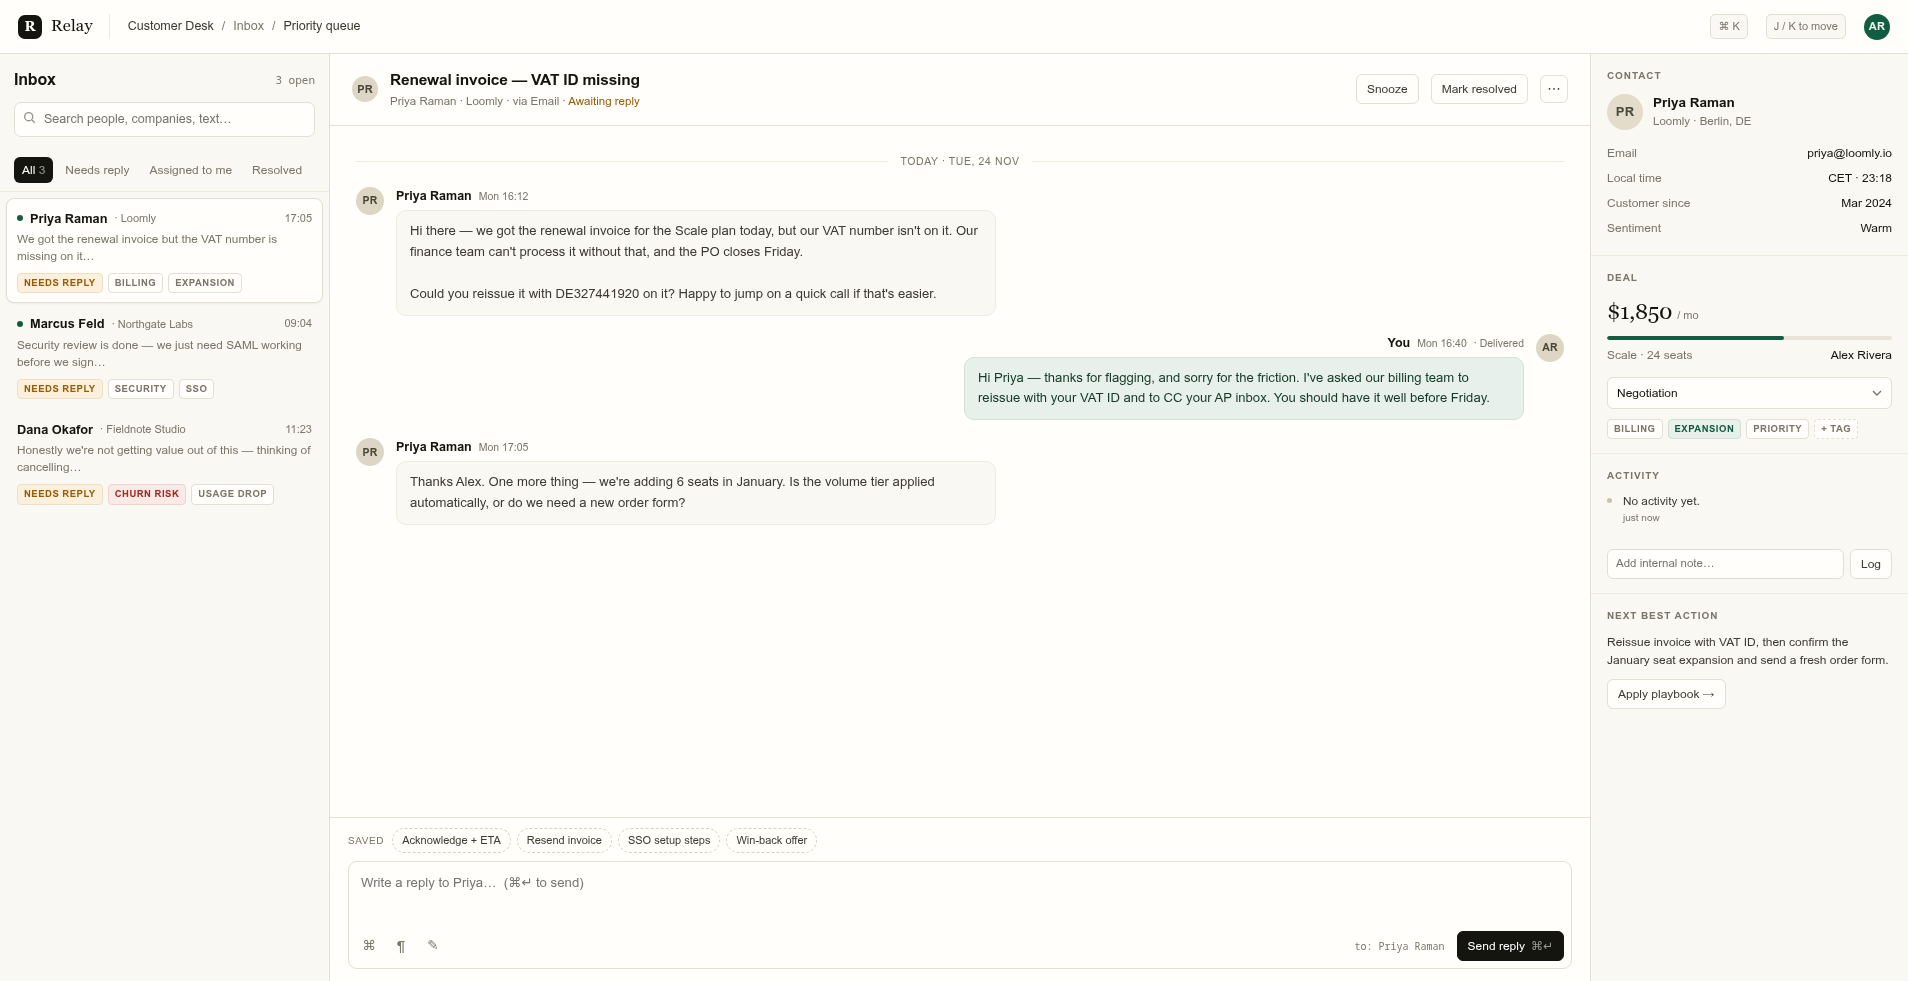 R Relay Customer Desk / Inbox / Priority queue ⌘ K J / K to move AR
Inbox 3 open
Search people, companies, text…
All 3 Needs reply Assigned to me Resolved
Priya Raman · Loomly 17:05
We got the renewal invoice but the VAT number is
missing on it…
NEEDS REPLY BILLING EXPANSION
Marcus Feld · Northgate Labs 09:04
Security review is done — we just need SAML working
before we sign…
NEEDS REPLY SECURITY SSO
Dana Okafor · Fieldnote Studio 11:23
Honestly we're not getting value out of this — thinking of
cancelling…
NEEDS REPLY CHURN RISK USAGE DROP
PR Renewal invoice — VAT ID missing
Priya Raman · Loomly · via Email · Awaiting reply
Snooze Mark resolved ⋯
TODAY · TUE, 24 NOV
PR Priya Raman Mon 16:12
Hi there — we got the renewal invoice for the Scale plan today, but our VAT number isn't on it. Our
finance team can't process it without that, and the PO closes Friday.
Could you reissue it with DE327441920 on it? Happy to jump on a quick call if that's easier.
You Mon 16:40 · Delivered AR
Hi Priya — thanks for flagging, and sorry for the friction. I've asked our billing team to
reissue with your VAT ID and to CC your AP inbox. You should have it well before Friday.
PR Priya Raman Mon 17:05
Thanks Alex. One more thing — we're adding 6 seats in January. Is the volume tier applied
automatically, or do we need a new order form?
SAVED Acknowledge + ETA Resend invoice SSO setup steps Win-back offer
Write a reply to Priya… (⌘↵ to send)
⌘ ¶ ✎ to: Priya Raman Send reply ⌘↵
CONTACT
PR Priya Raman
Loomly · Berlin, DE
Email priya@loomly.io
Local time CET · 23:18
Customer since Mar 2024
Sentiment Warm
DEAL
$1,850 / mo
Scale · 24 seats Alex Rivera
Negotiation
BILLING EXPANSION PRIORITY + TAG
ACTIVITY
No activity yet.
just now
Add internal note… Log
NEXT BEST ACTION
Reissue invoice with VAT ID, then confirm the
January seat expansion and send a fresh order form.
Apply playbook →